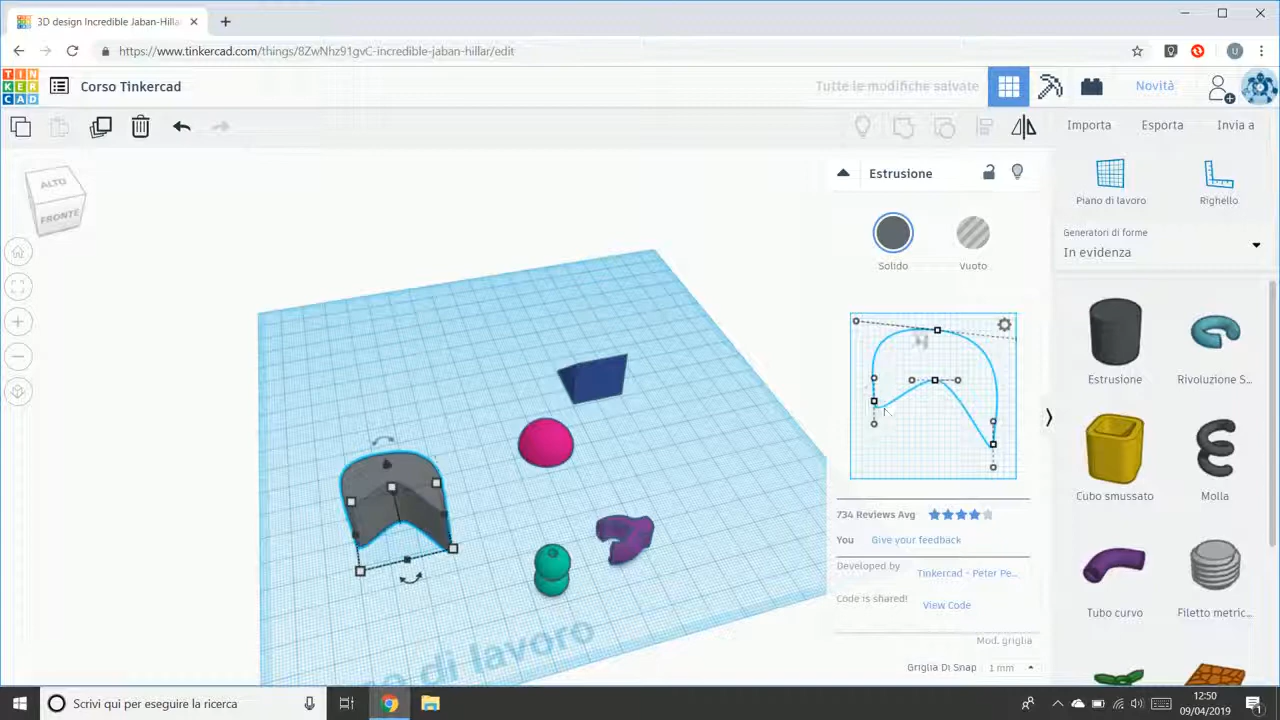 3D design Incredible Jaban-Hilla
https://www.tinkercad.com/things/8ZwNhz91gvC-incredible-jaban-hillar/edit
U
TIN
KER
CAD
Corso Tinkercad
Tutte le modifiche salvate
Novità
Importa
Esporta
Invia a
ALTO
FRONTE
Estrusione
Solido
Vuoto
Piano di lavoro
Righello
Generatori di forme
In evidenza
Estrusione
Rivoluzione S...
Cubo smussato
Molla
Tubo curvo
Filetto metric...
734 Reviews Avg
You
Give your feedback
Developed by
Tinkercad - Peter Pe...
Code is shared!
View Code
Mod. griglia
Griglia Di Snap
1 mm
di lavoro
Scrivi qui per eseguire la ricerca
12:50
09/04/2019
1